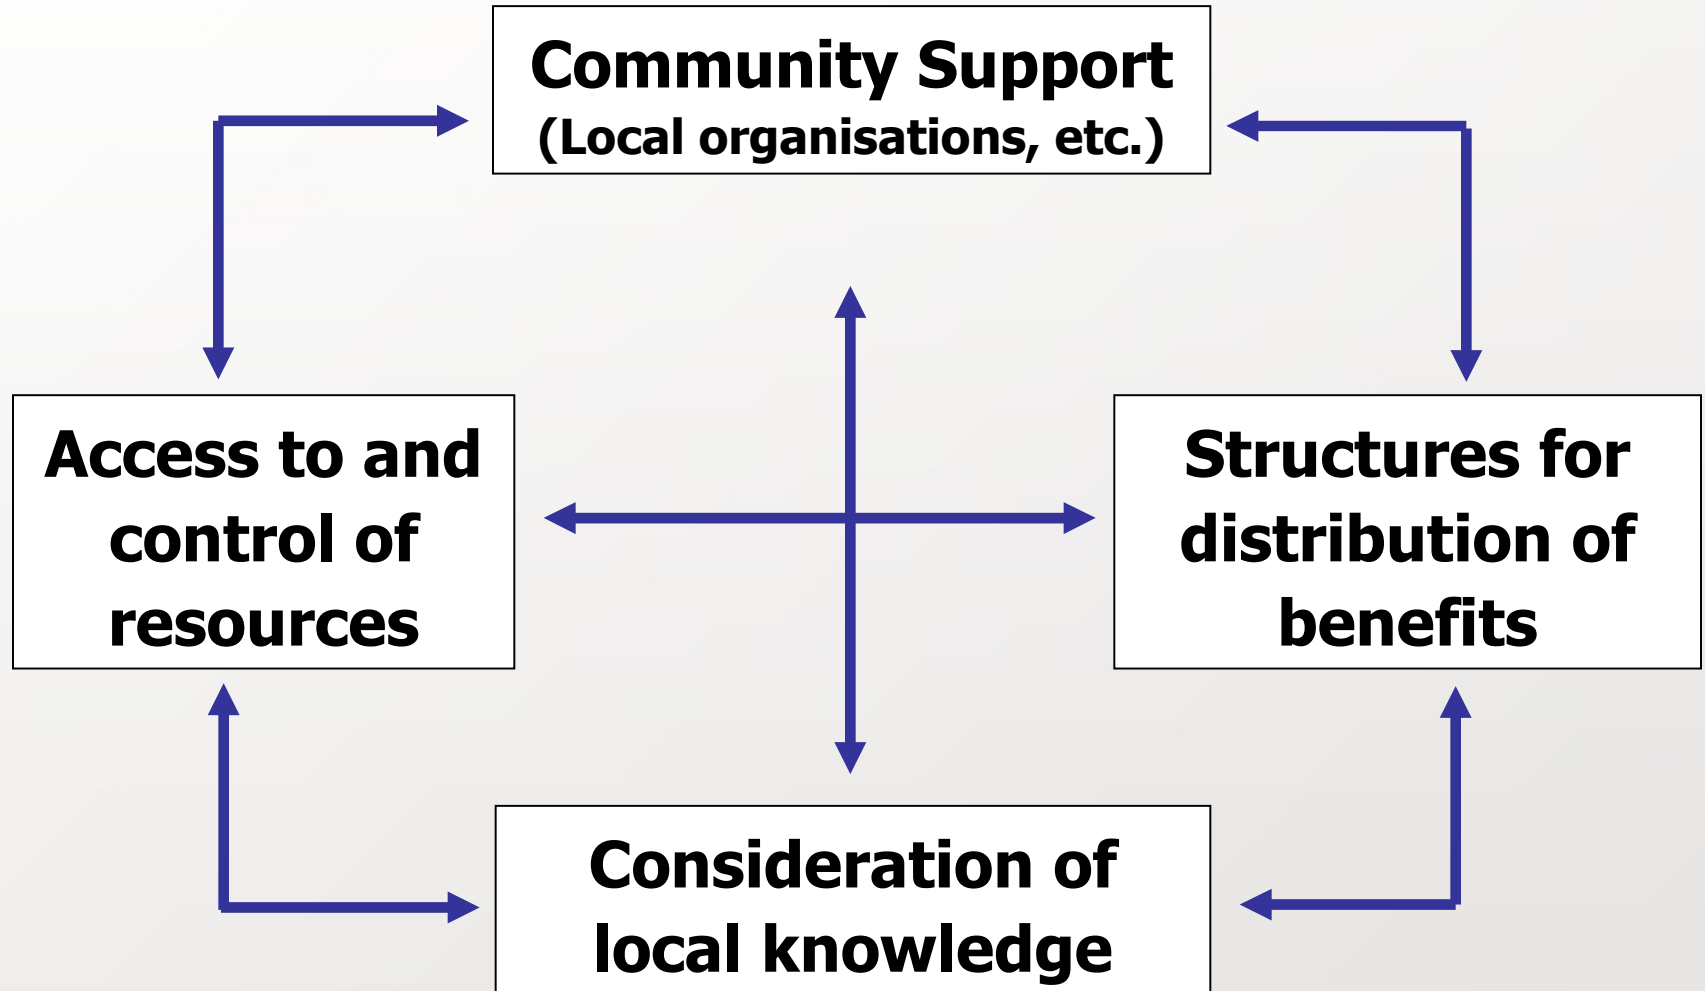 Community Support
(Local organisations, etc.)
Access to and
control of
resources
Structures for
distribution of
benefits
Consideration of
local knowledge